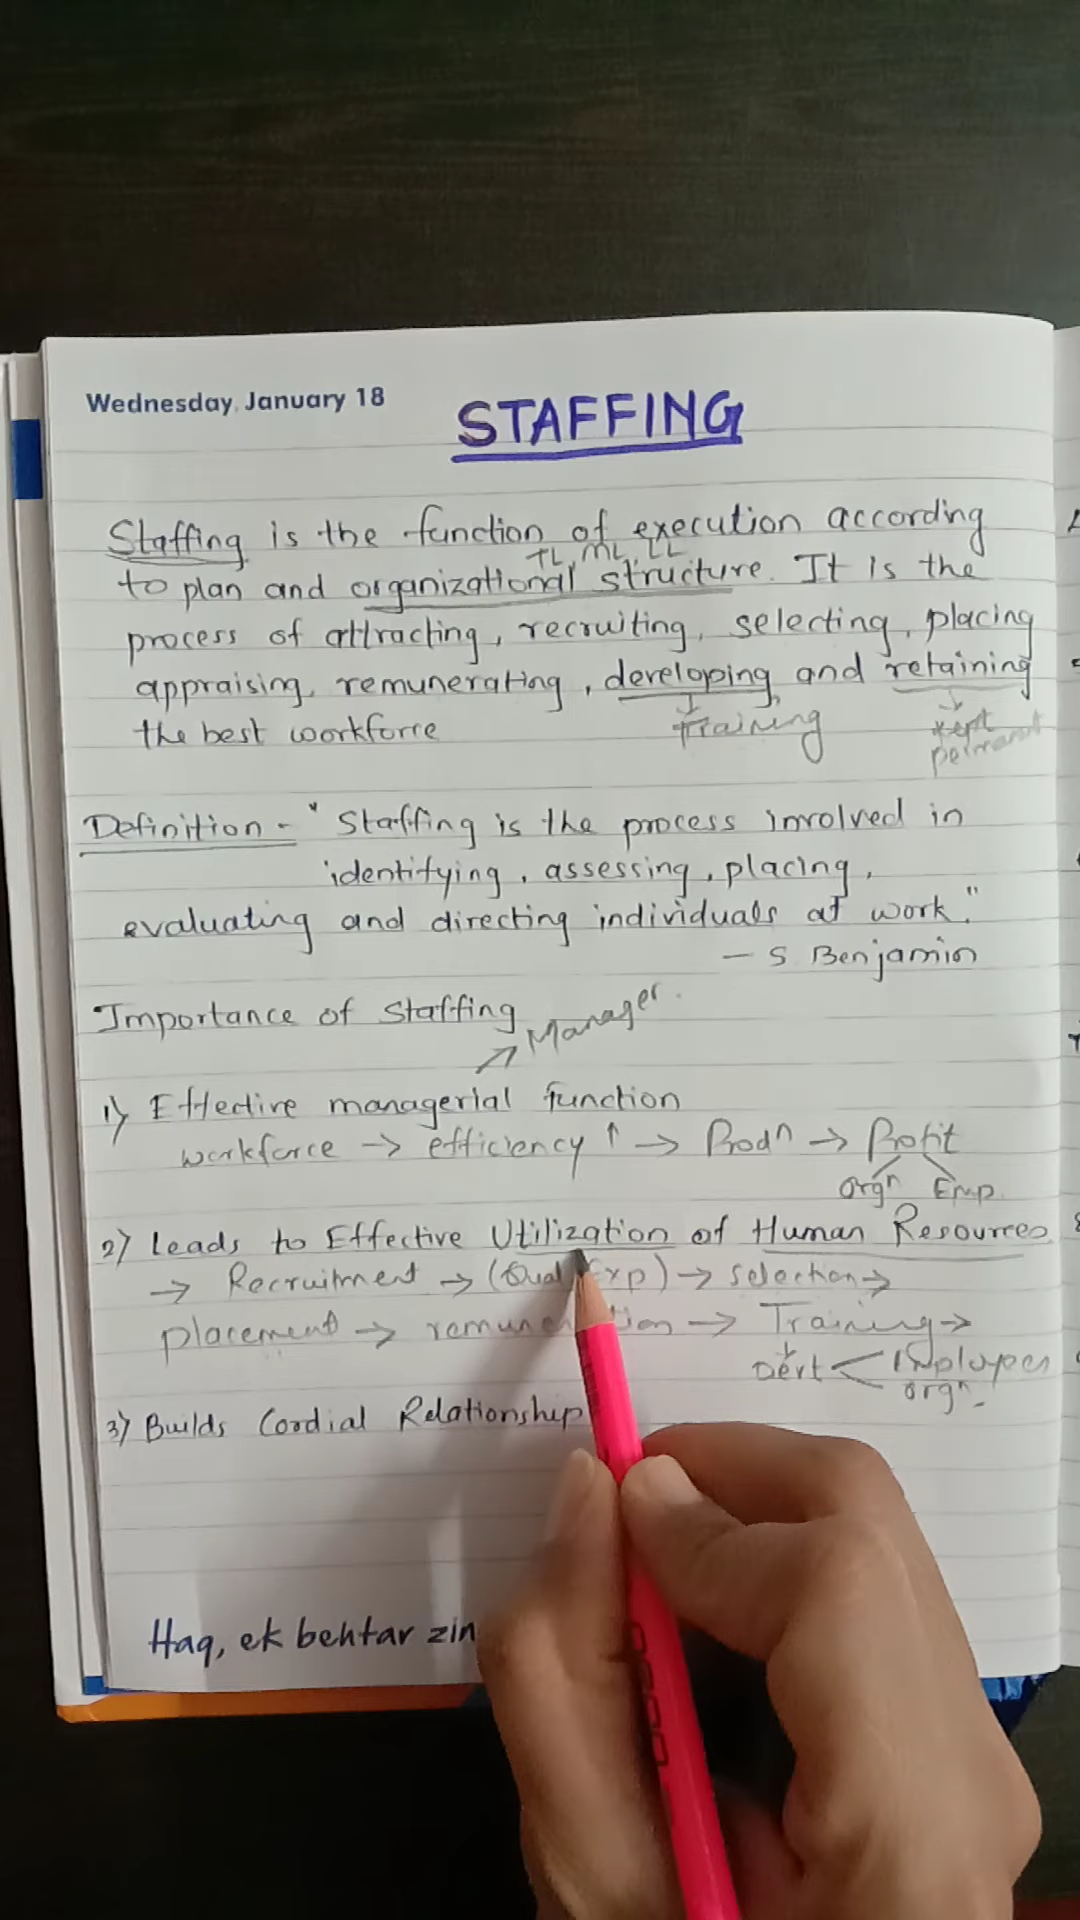 Wednesday, January 18
STAFFING
Staffing is the function of execution according
TL, ML, LL
to plan and organizational structure. It is the
process of attracting, recruiting, selecting, placing
appraising, remunerating, developing, and retaining
the best workforce
Training
kept
permanent
Definition - "Staffing is the process involved in
identifying, assessing, placing,
evaluating and directing individuals at work."
- S. Benjamin
Importance of Staffing
Manager.
1) Effective managerial function
workforce → efficiency ↑ → Prodn → Profit
Orgn Emp.
2) Leads to Effective Utilization of Human Resources
→ Recruitment → (Qual Exp) → selection →
placement → → Training →
Devt < Employees
orgn.
3) Builds Cordial Relationship
Haq, ek behtar zin